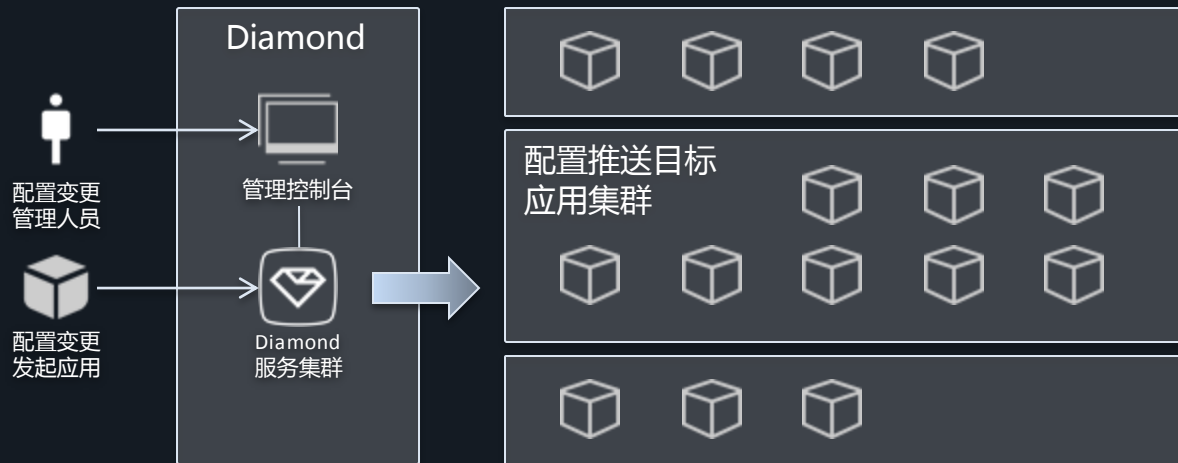 Diamond
配置变更
管理人员
管理控制台
配置变更
发起应用
Diamond
服务集群
配置推送目标
应用集群